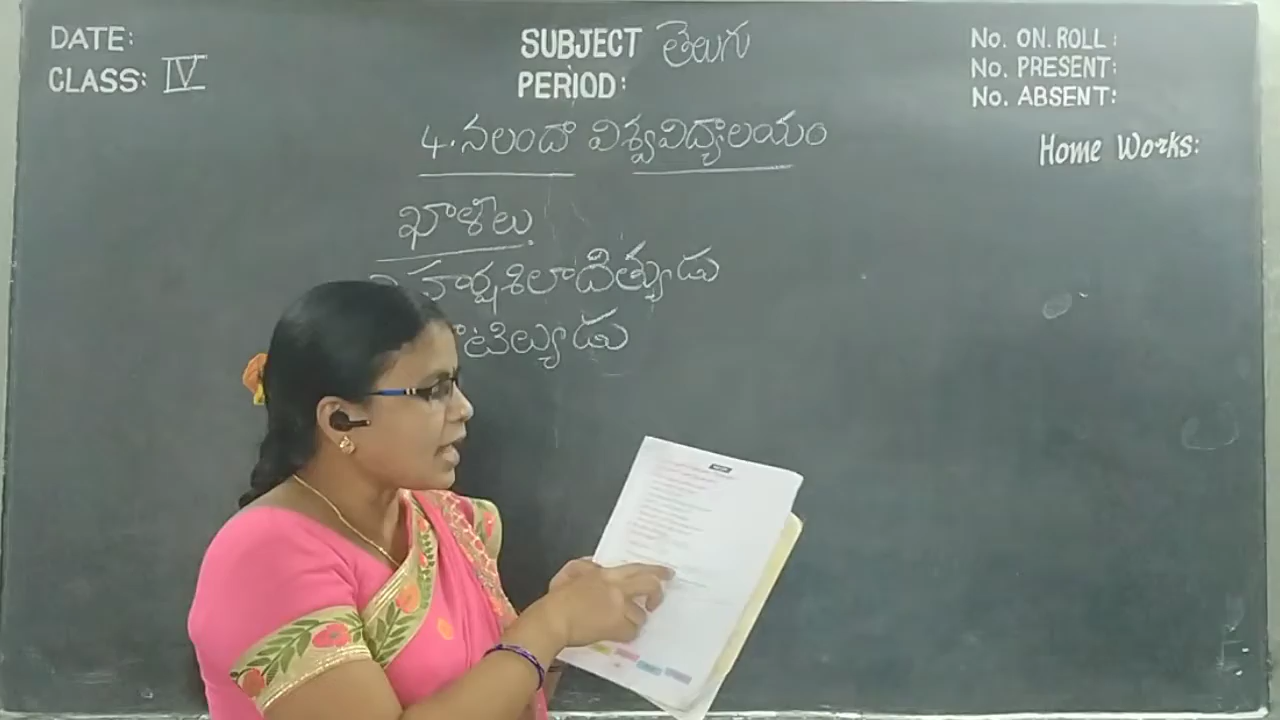 DATE:
CLASS: IV
SUBJECT తెలుగు
PERIOD:
No. ON. ROLL :
No. PRESENT:
No. ABSENT:
Home Works:
4. నలందా విశ్వవిద్యాలయం
ఖాళీలు
హర్షశిలాదిత్యుడు